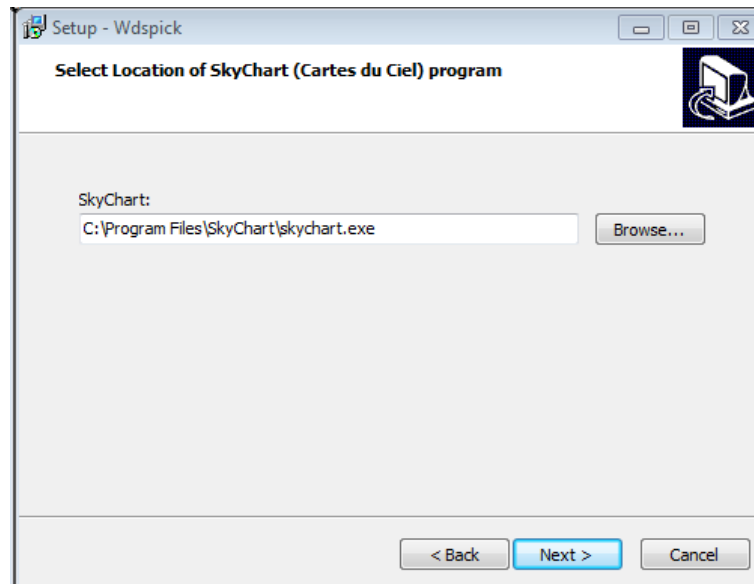 Setup - Wdspick
Select Location of SkyChart (Cartes du Ciel) program
SkyChart:
C:\Program Files\SkyChart\skychart.exe
Browse...
< Back
Next >
Cancel